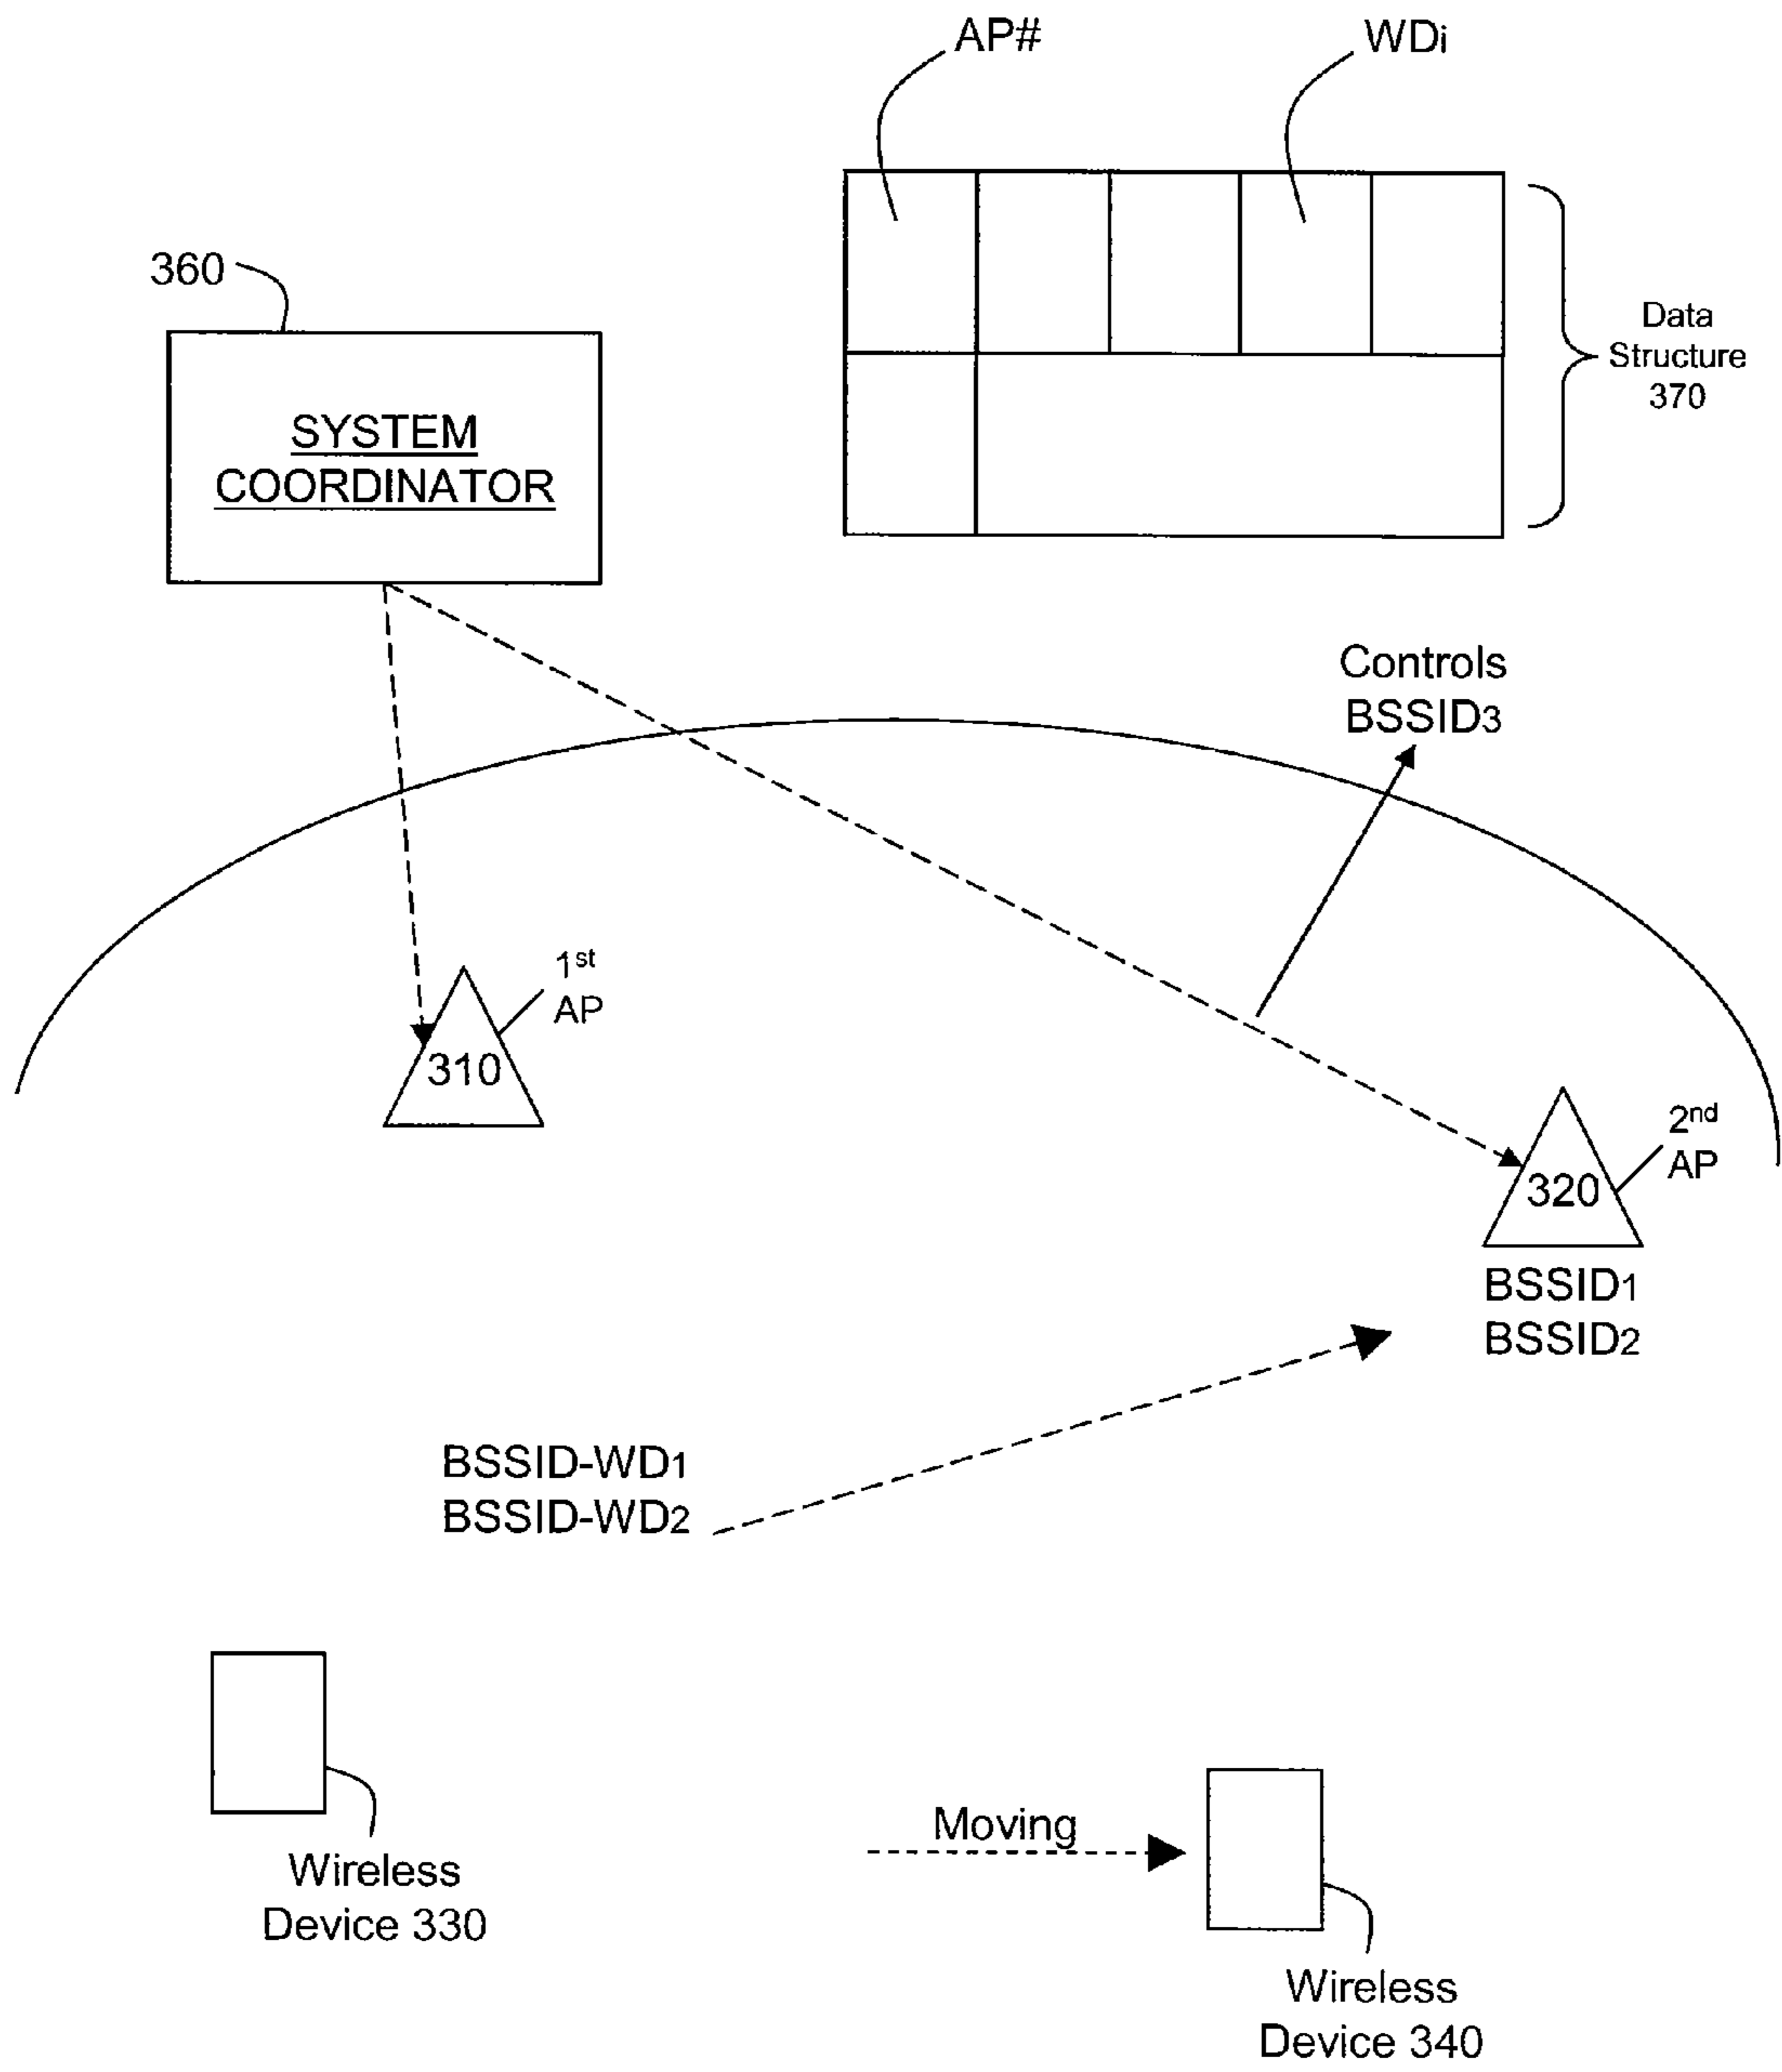 AP#
WDi
360
SYSTEM
COORDINATOR
Data
Structure
370
Controls
BSSID3
1st
AP
310
2nd
AP
320
BSSID1
BSSID2
BSSID-WD1
BSSID-WD2
Moving
Wireless
Device 330
Wireless
Device 340